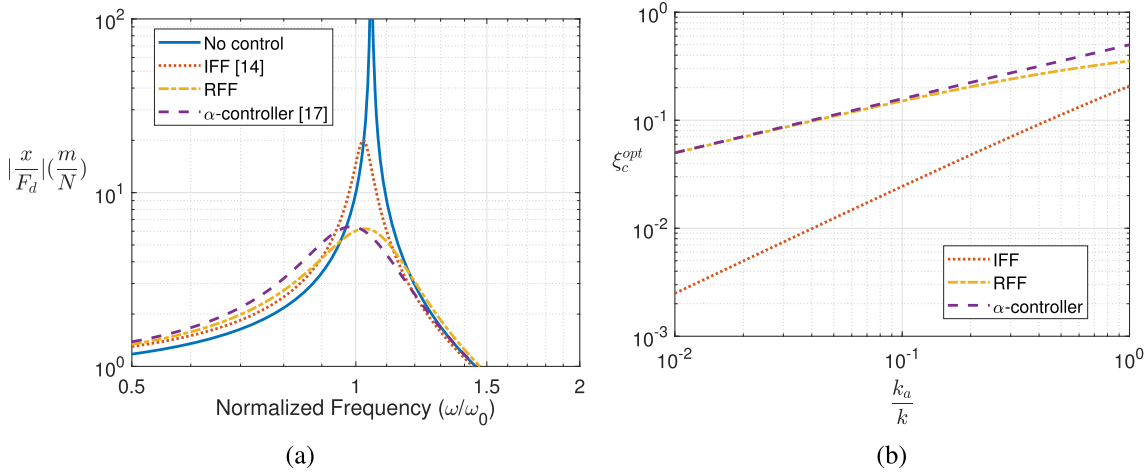 10^2
10^1
10^0
|x/F_d|(m/N)
No control
IFF [14]
RFF
α-controller [17]
0.5
1
1.5
2
Normalized Frequency (ω/ω_0)
(a)
10^0
10^-1
10^-2
10^-3
ξ_c^opt
IFF
RFF
α-controller
10^-2
10^-1
10^0
k_a/k
(b)